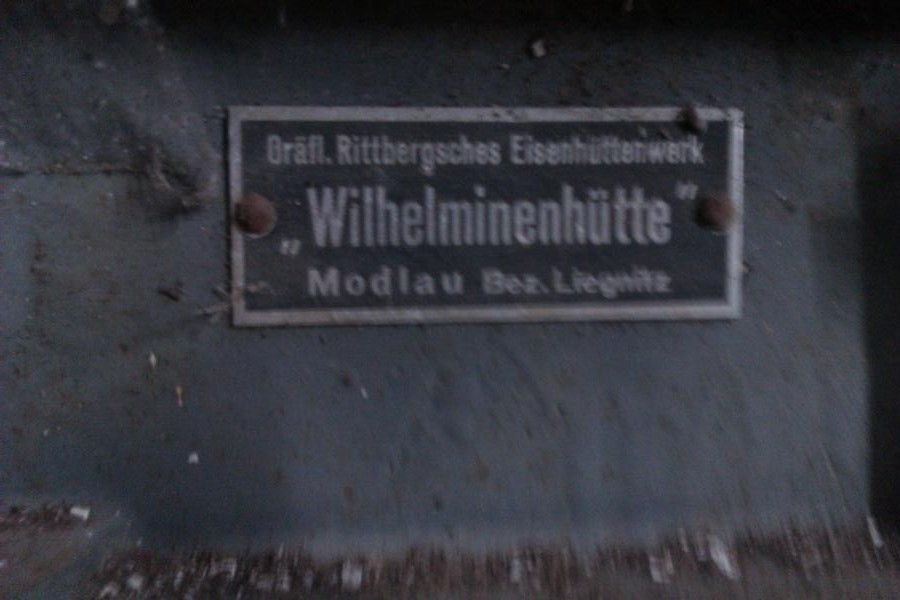 Gräfl. Rittbergsches Eisenhüttenwerk
„Wilhelminenhütte”
Modlau Bez. Liegnitz